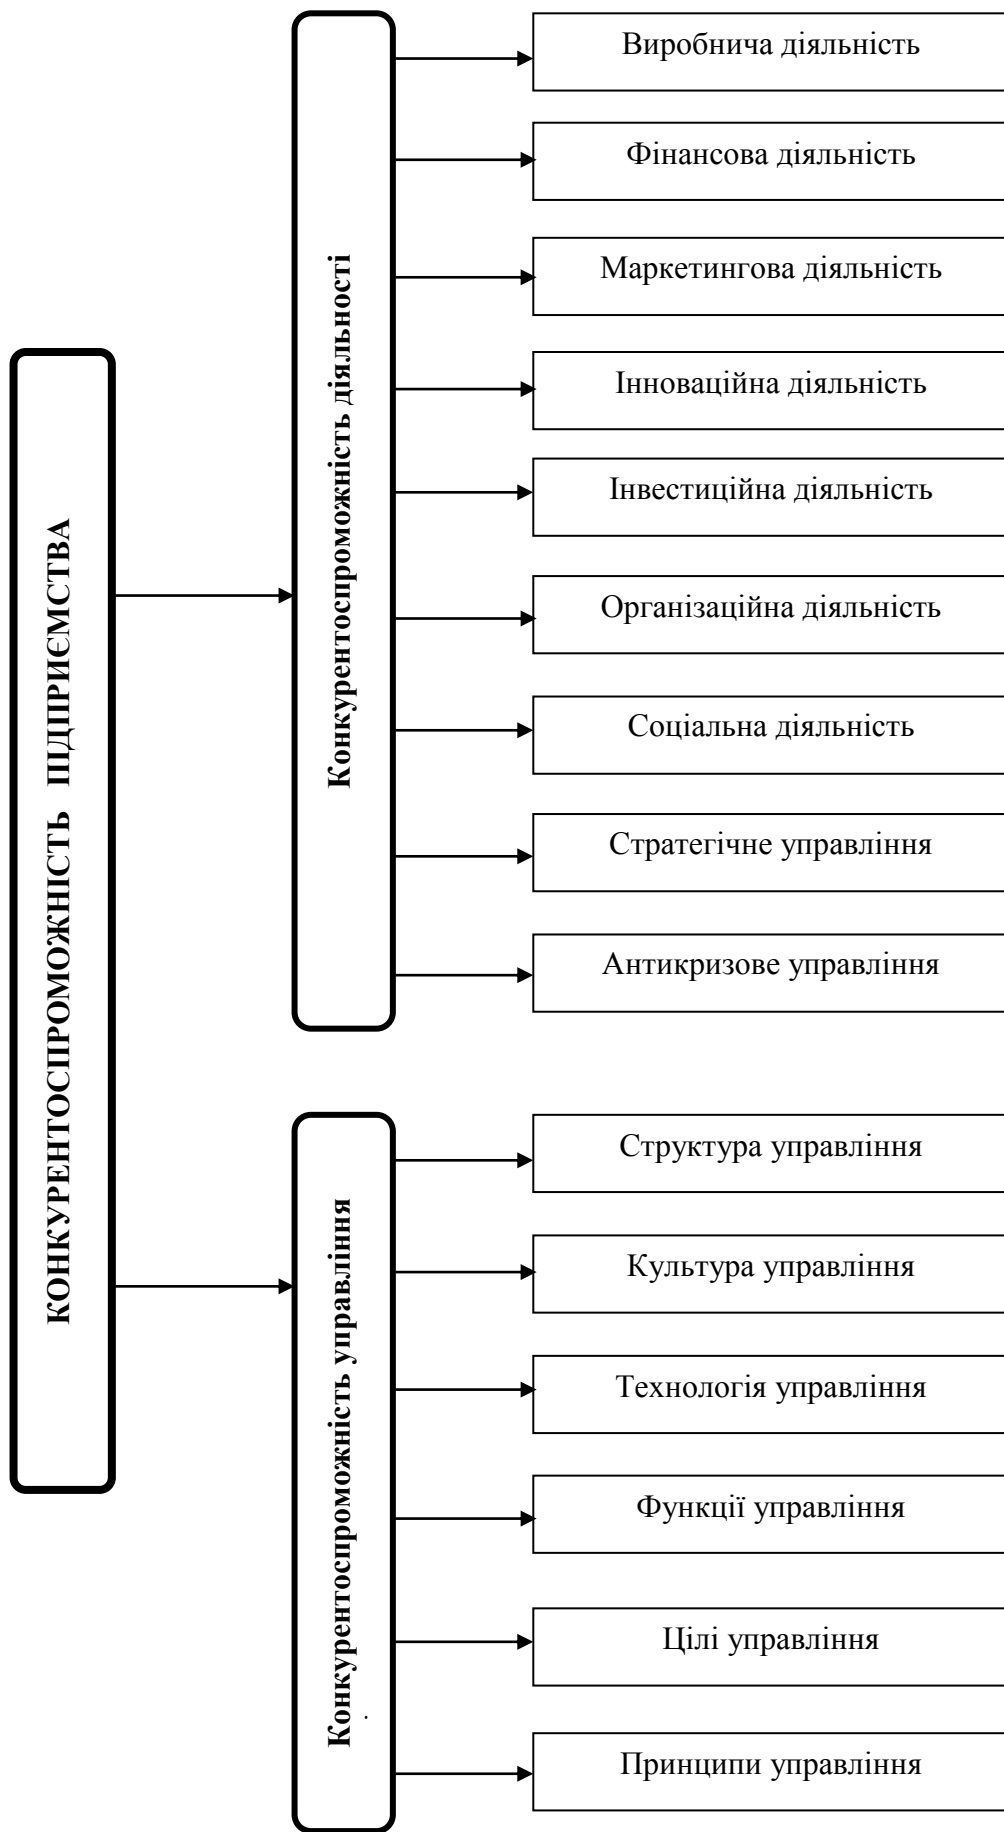 КОНКУРЕНТОСПРОМОЖНІСТЬ ПІДПРИЄМСТВА
Конкурентоспроможність діяльності
Виробнича діяльність
Фінансова діяльність
Маркетингова діяльність
Інноваційна діяльність
Інвестиційна діяльність
Організаційна діяльність
Соціальна діяльність
Стратегічне управління
Антикризове управління
Конкурентоспроможність управління
.
Структура управління
Культура управління
Технологія управління
Функції управління
Цілі управління
Принципи управління